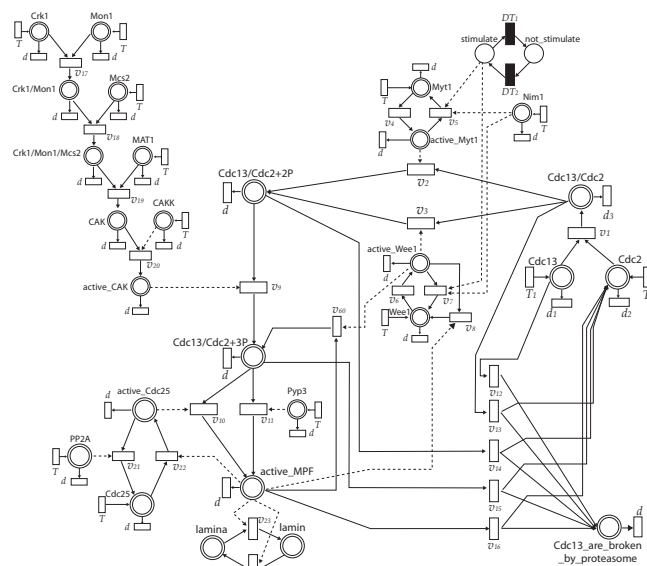 Crk1
Mon1
T
T
d
d
v17
Crk1/Mon1
Mcs2
d
d
T
v18
Crk1/Mon1/Mcs2
MAT1
d
d
T
v19
CAK
CAKK
d
d
T
v20
active_CAK
d
DT1
stimulate
not_stimulate
DT2
d
Myt1
T
v4
v5
Nim1
T
d
active_Myt1
d
v2
Cdc13/Cdc2+2P
d
Cdc13/Cdc2
d3
v3
v1
active_Wee1
d
Cdc13
Cdc2
T1
T2
d1
d2
v9
v6
v7
v60
Wee1
T
v8
d
Cdc13/Cdc2+3P
d
v12
active_Cdc25
d
Pyp3
T
d
v10
v11
v13
PP2A
T
d
v21
v22
v14
active_MPF
d
Cdc25
T
d
v15
v23
v16
lamina
lamin
d
Cdc13_are_broken
_by_proteasome